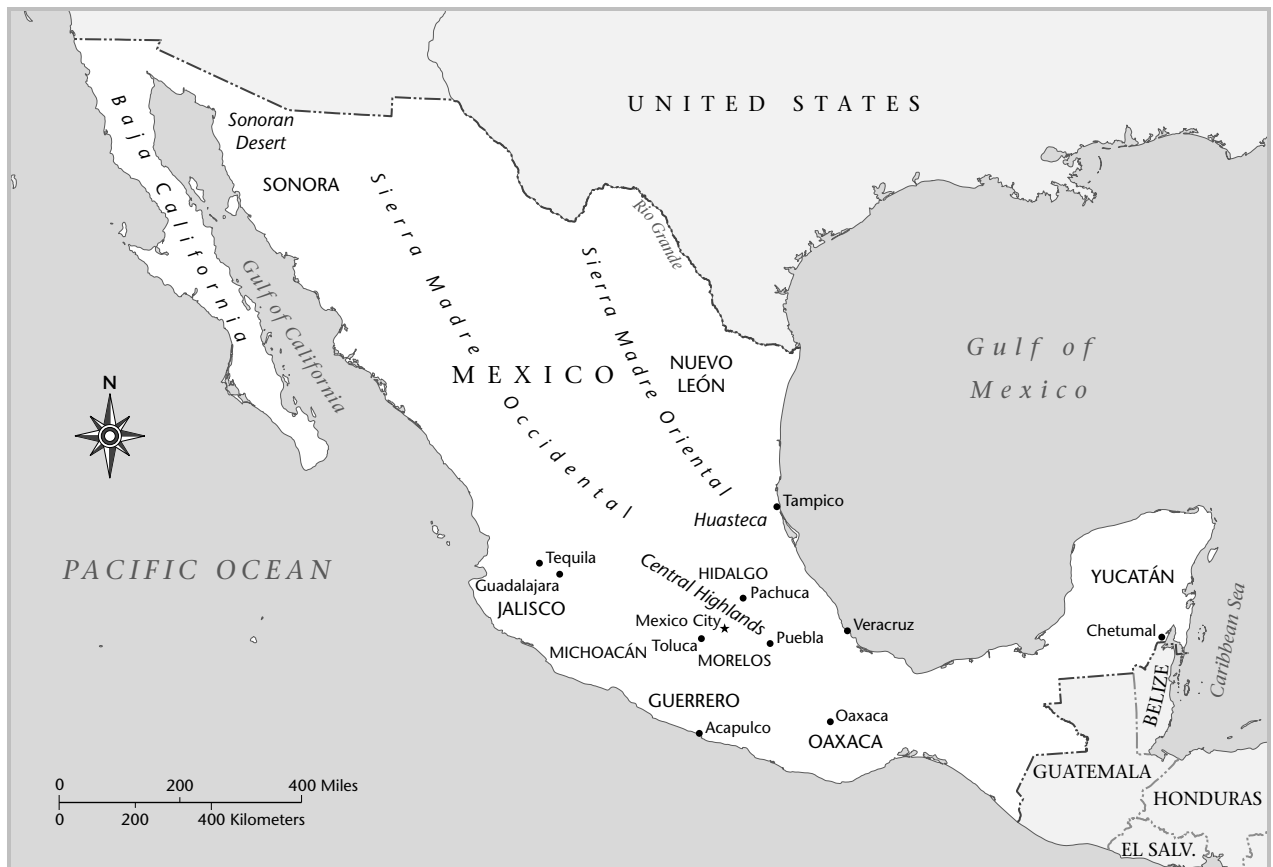 UNITED STATES
Sonoran
Desert
SONORA
Baja California
Gulf of California
Sierra Madre Occidental
Sierra Madre Oriental
Rio Grande
MEXICO
NUEVO
LEÓN
Gulf of
Mexico
N
PACIFIC OCEAN
Tampico
Huasteca
Tequila
Guadalajara
JALISCO
Central Highlands
HIDALGO
Pachuca
Mexico City
Toluca
Puebla
Veracruz
MICHOACÁN
MORELOS
GUERRERO
Acapulco
Oaxaca
OAXACA
YUCATÁN
Chetumal
Caribbean Sea
BELIZE
GUATEMALA
HONDURAS
EL SALV.
0 200 400 Miles
0 200 400 Kilometers